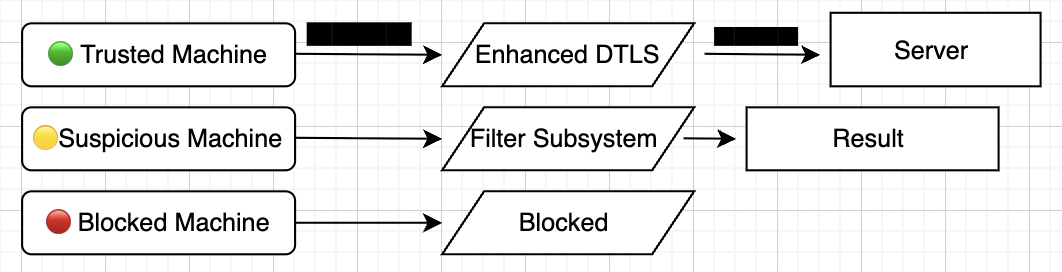 Trusted Machine
Enhanced DTLS
Server
Suspicious Machine
Filter Subsystem
Result
Blocked Machine
Blocked